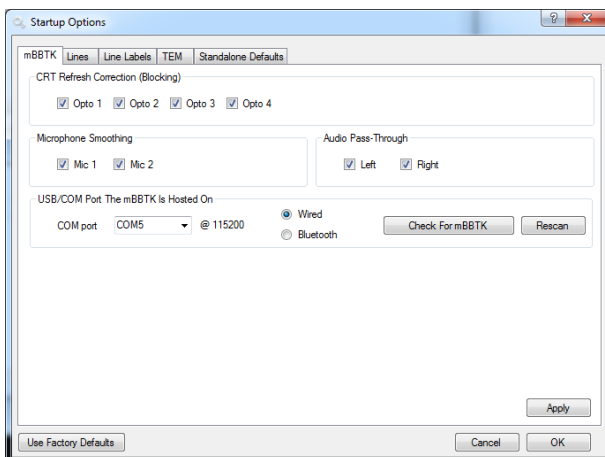 Startup Options
mBBTK Lines Line Labels TEM Standalone Defaults
CRT Refresh Correction (Blocking)
Opto 1 Opto 2 Opto 3 Opto 4
Microphone Smoothing
Mic 1 Mic 2
Audio Pass-Through
Left Right
USB/COM Port The mBBTK Is Hosted On
COM port COM5 @ 115200
Wired
Bluetooth
Check For mBBTK Rescan
Apply
Use Factory Defaults Cancel OK